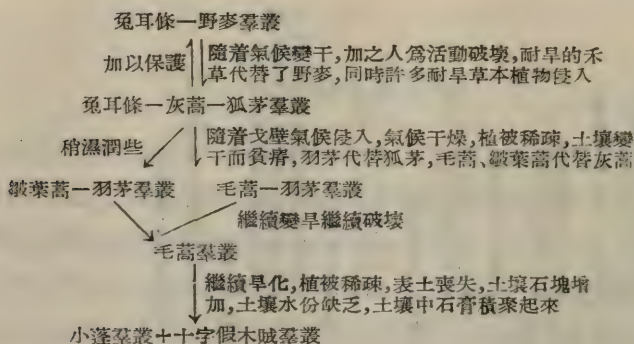 兔耳條一野麥羣叢
加以保護
隨着氣候變干,加之人爲活動破壞,耐旱的禾
草代替了野麥,同時許多耐旱草本植物侵入
兔耳條一灰蒿一狐茅羣叢
稍濕潤些
隨着戈壁氣候侵入,氣候干燥,植被稀疎,土壤變
干而貧瘠,羽茅代替狐茅,毛蒿、皺葉蒿代替灰蒿
皺葉蒿一羽茅羣叢
毛蒿一羽茅羣叢
繼續變旱繼續破壞
毛蒿羣叢
繼續旱化,植被稀疎,表土喪失,土壤石塊增
加,土壤水份缺乏,土壤中石膏積聚起來
小蓬羣叢+十字假木賊羣叢